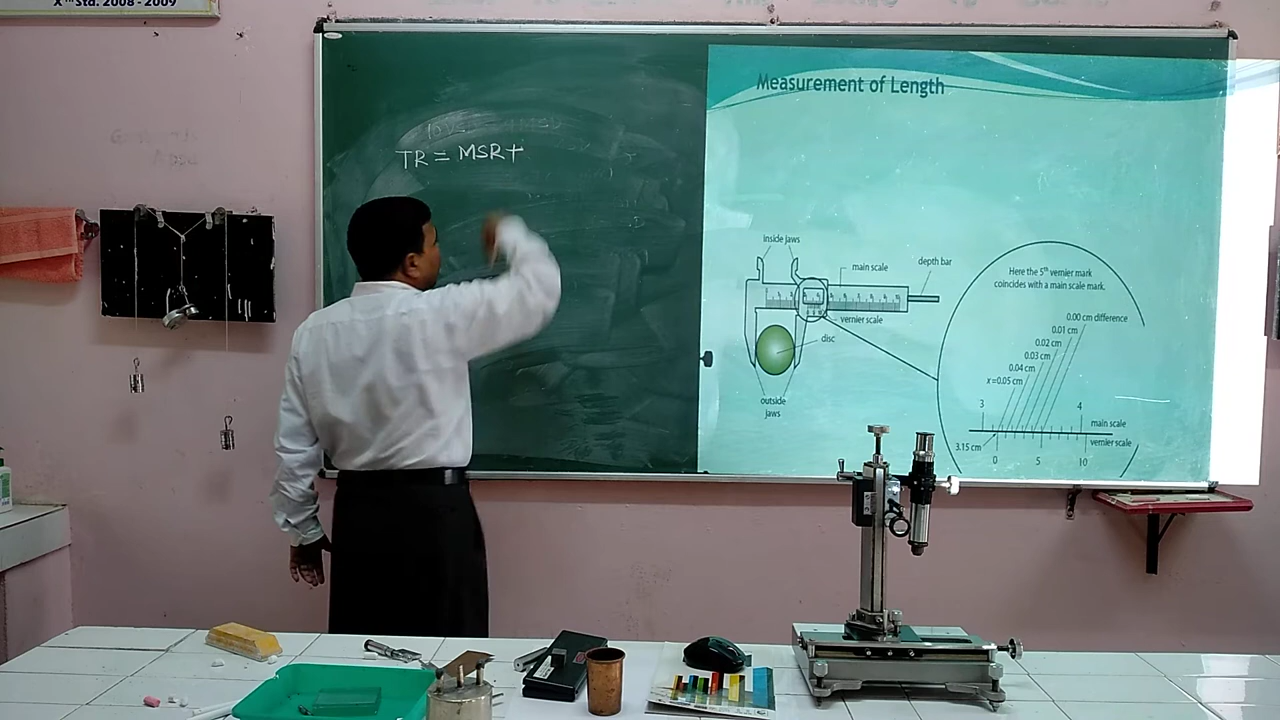 Xth Std. 2008 - 2009
TR = MSR +
Measurement of Length
inside jaws
main scale
depth bar
vernier scale
disc
outside
jaws
Here the 5th vernier mark
coincides with a main scale mark.
0.00 cm difference
0.01 cm
0.02 cm
0.03 cm
0.04 cm
x=0.05 cm
3 4
main scale
3.15 cm
vernier scale
0 5 10